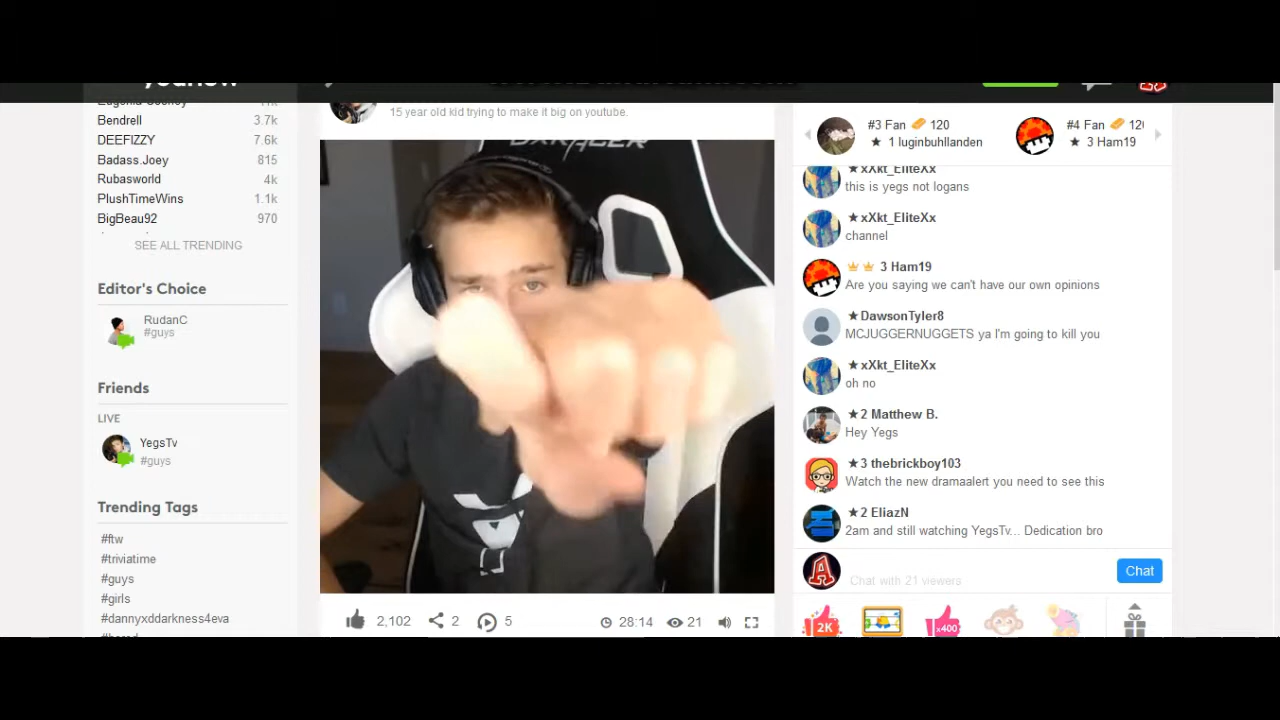 younow
Bendrell 3.7k
DEEFIZZY 7.6k
Badass.Joey 815
Rubasworld 4k
PlushTimeWins 1.1k
BigBeau92 970
SEE ALL TRENDING
Editor's Choice
RudanC
#guys
Friends
LIVE
YegsTv
#guys
Trending Tags
#ftw
#triviatime
#guys
#girls
#dannyxddarkness4eva
#bored
15 year old kid trying to make it big on youtube.
DXRACER
2,102 2 5 28:14 21
#3 Fan 120
★ 1 luginbuhllanden
#4 Fan 120
★ 3 Ham19
★xXkt_EliteXx
this is yegs not logans
★xXkt_EliteXx
channel
3 Ham19
Are you saying we can't have our own opinions
★DawsonTyler8
MCJUGGERNUGGETS ya I'm going to kill you
★xXkt_EliteXx
oh no
★2 Matthew B.
Hey Yegs
★3 thebrickboy103
Watch the new dramaalert you need to see this
★2 EliazN
2am and still watching YegsTv... Dedication bro
A
Chat with 21 viewers
Chat
2K
x400